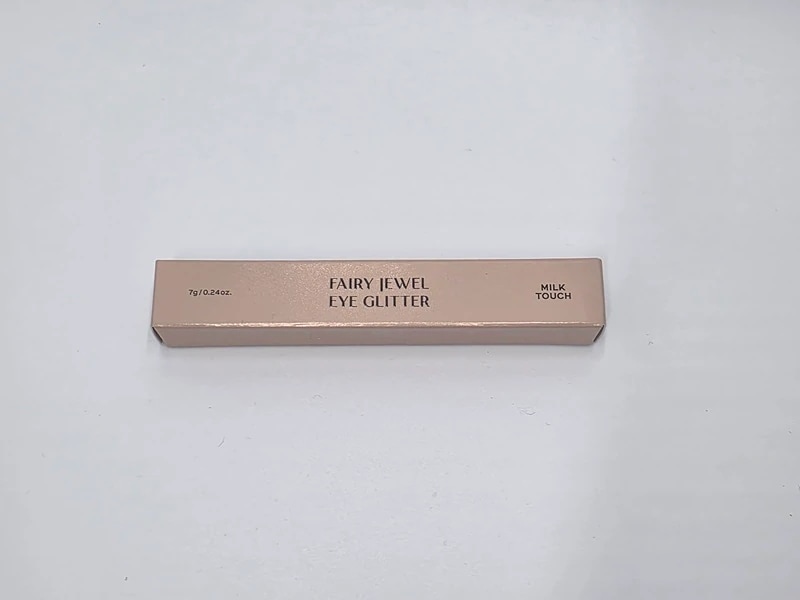 7g/0.24oz.
FAIRY JEWEL
EYE GLITTER
MILK
TOUCH